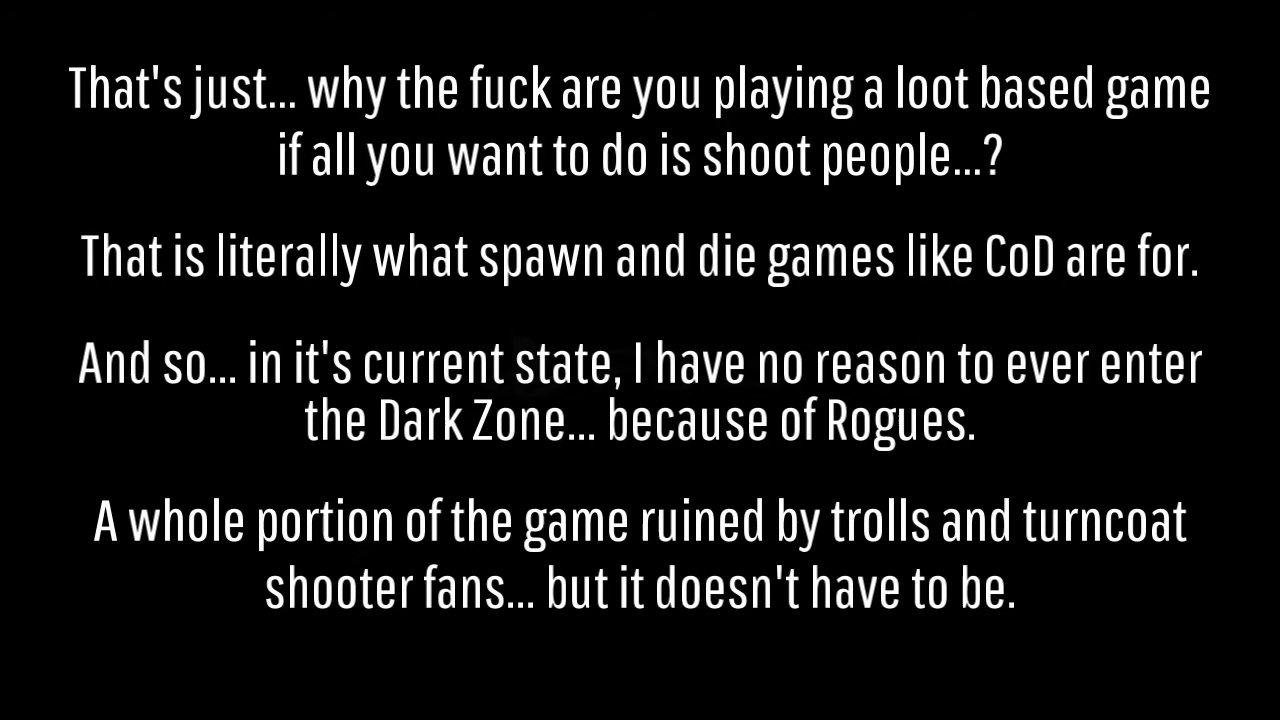 That's just... why the fuck are you playing a loot based game
if all you want to do is shoot people...?
That is literally what spawn and die games like CoD are for.
And so... in it's current state, I have no reason to ever enter
the Dark Zone... because of Rogues.
A whole portion of the game ruined by trolls and turncoat
shooter fans... but it doesn't have to be.